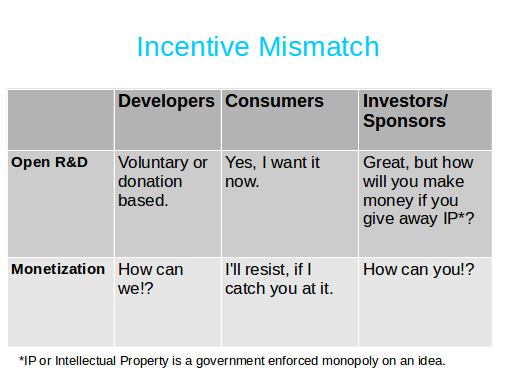 Incentive Mismatch
Developers
Consumers
Investors/
Sponsors
Open R&D
Voluntary or
donation
based.
Yes, I want it
now.
Great, but how
will you make
money if you
give away IP*?
Monetization
How can
we!?
I'll resist, if I
catch you at it.
How can you!?
*IP or Intellectual Property is a government enforced monopoly on an idea.